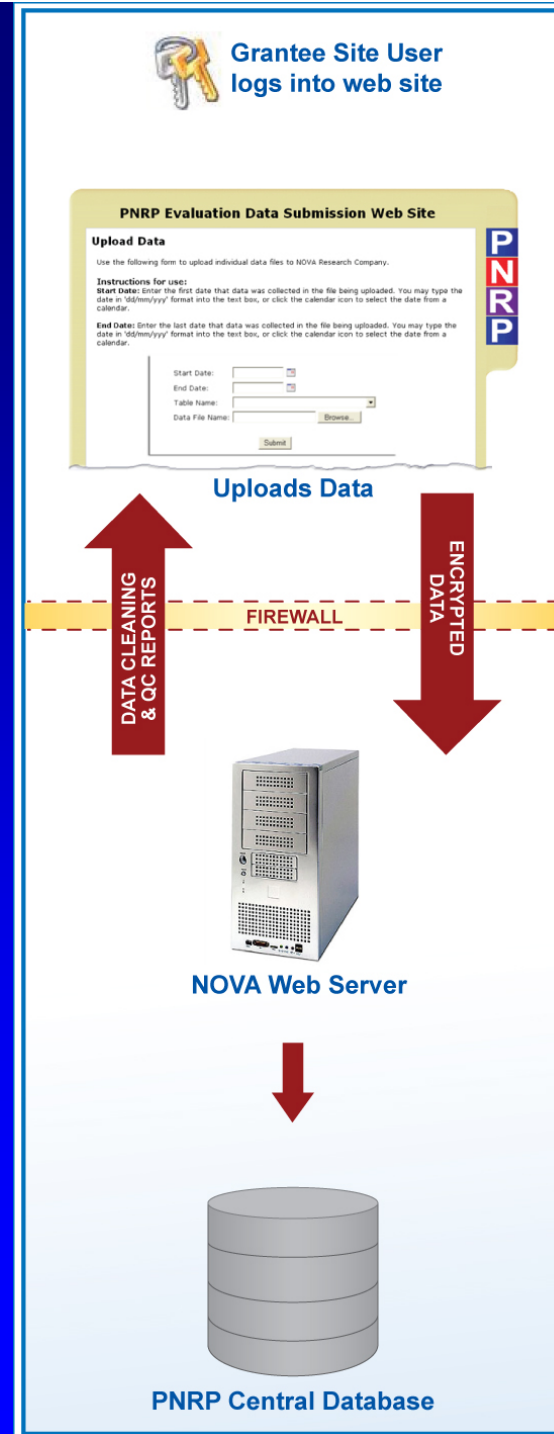 Grantee Site User
logs into web site
PNRP Evaluation Data Submission Web Site
Upload Data
Use the following form to upload individual data files to NOVA Research Company.
Instructions for use:
Start Date: Enter the first date that data was collected in the file being uploaded. You may type the
date in 'dd/mm/yyy' format into the text box, or click the calendar icon to select the date from a
calendar.
End Date: Enter the last date that data was collected in the file being uploaded. You may type the
date in 'dd/mm/yyy' format into the text box, or click the calendar icon to select the date from a
calendar.
Start Date:
End Date:
Table Name:
Data File Name: Browse...
Submit
P
N
R
P
Uploads Data
DATA CLEANING
& QC REPORTS
FIREWALL
ENCRYPTED
DATA
NOVA Web Server
PNRP Central Database